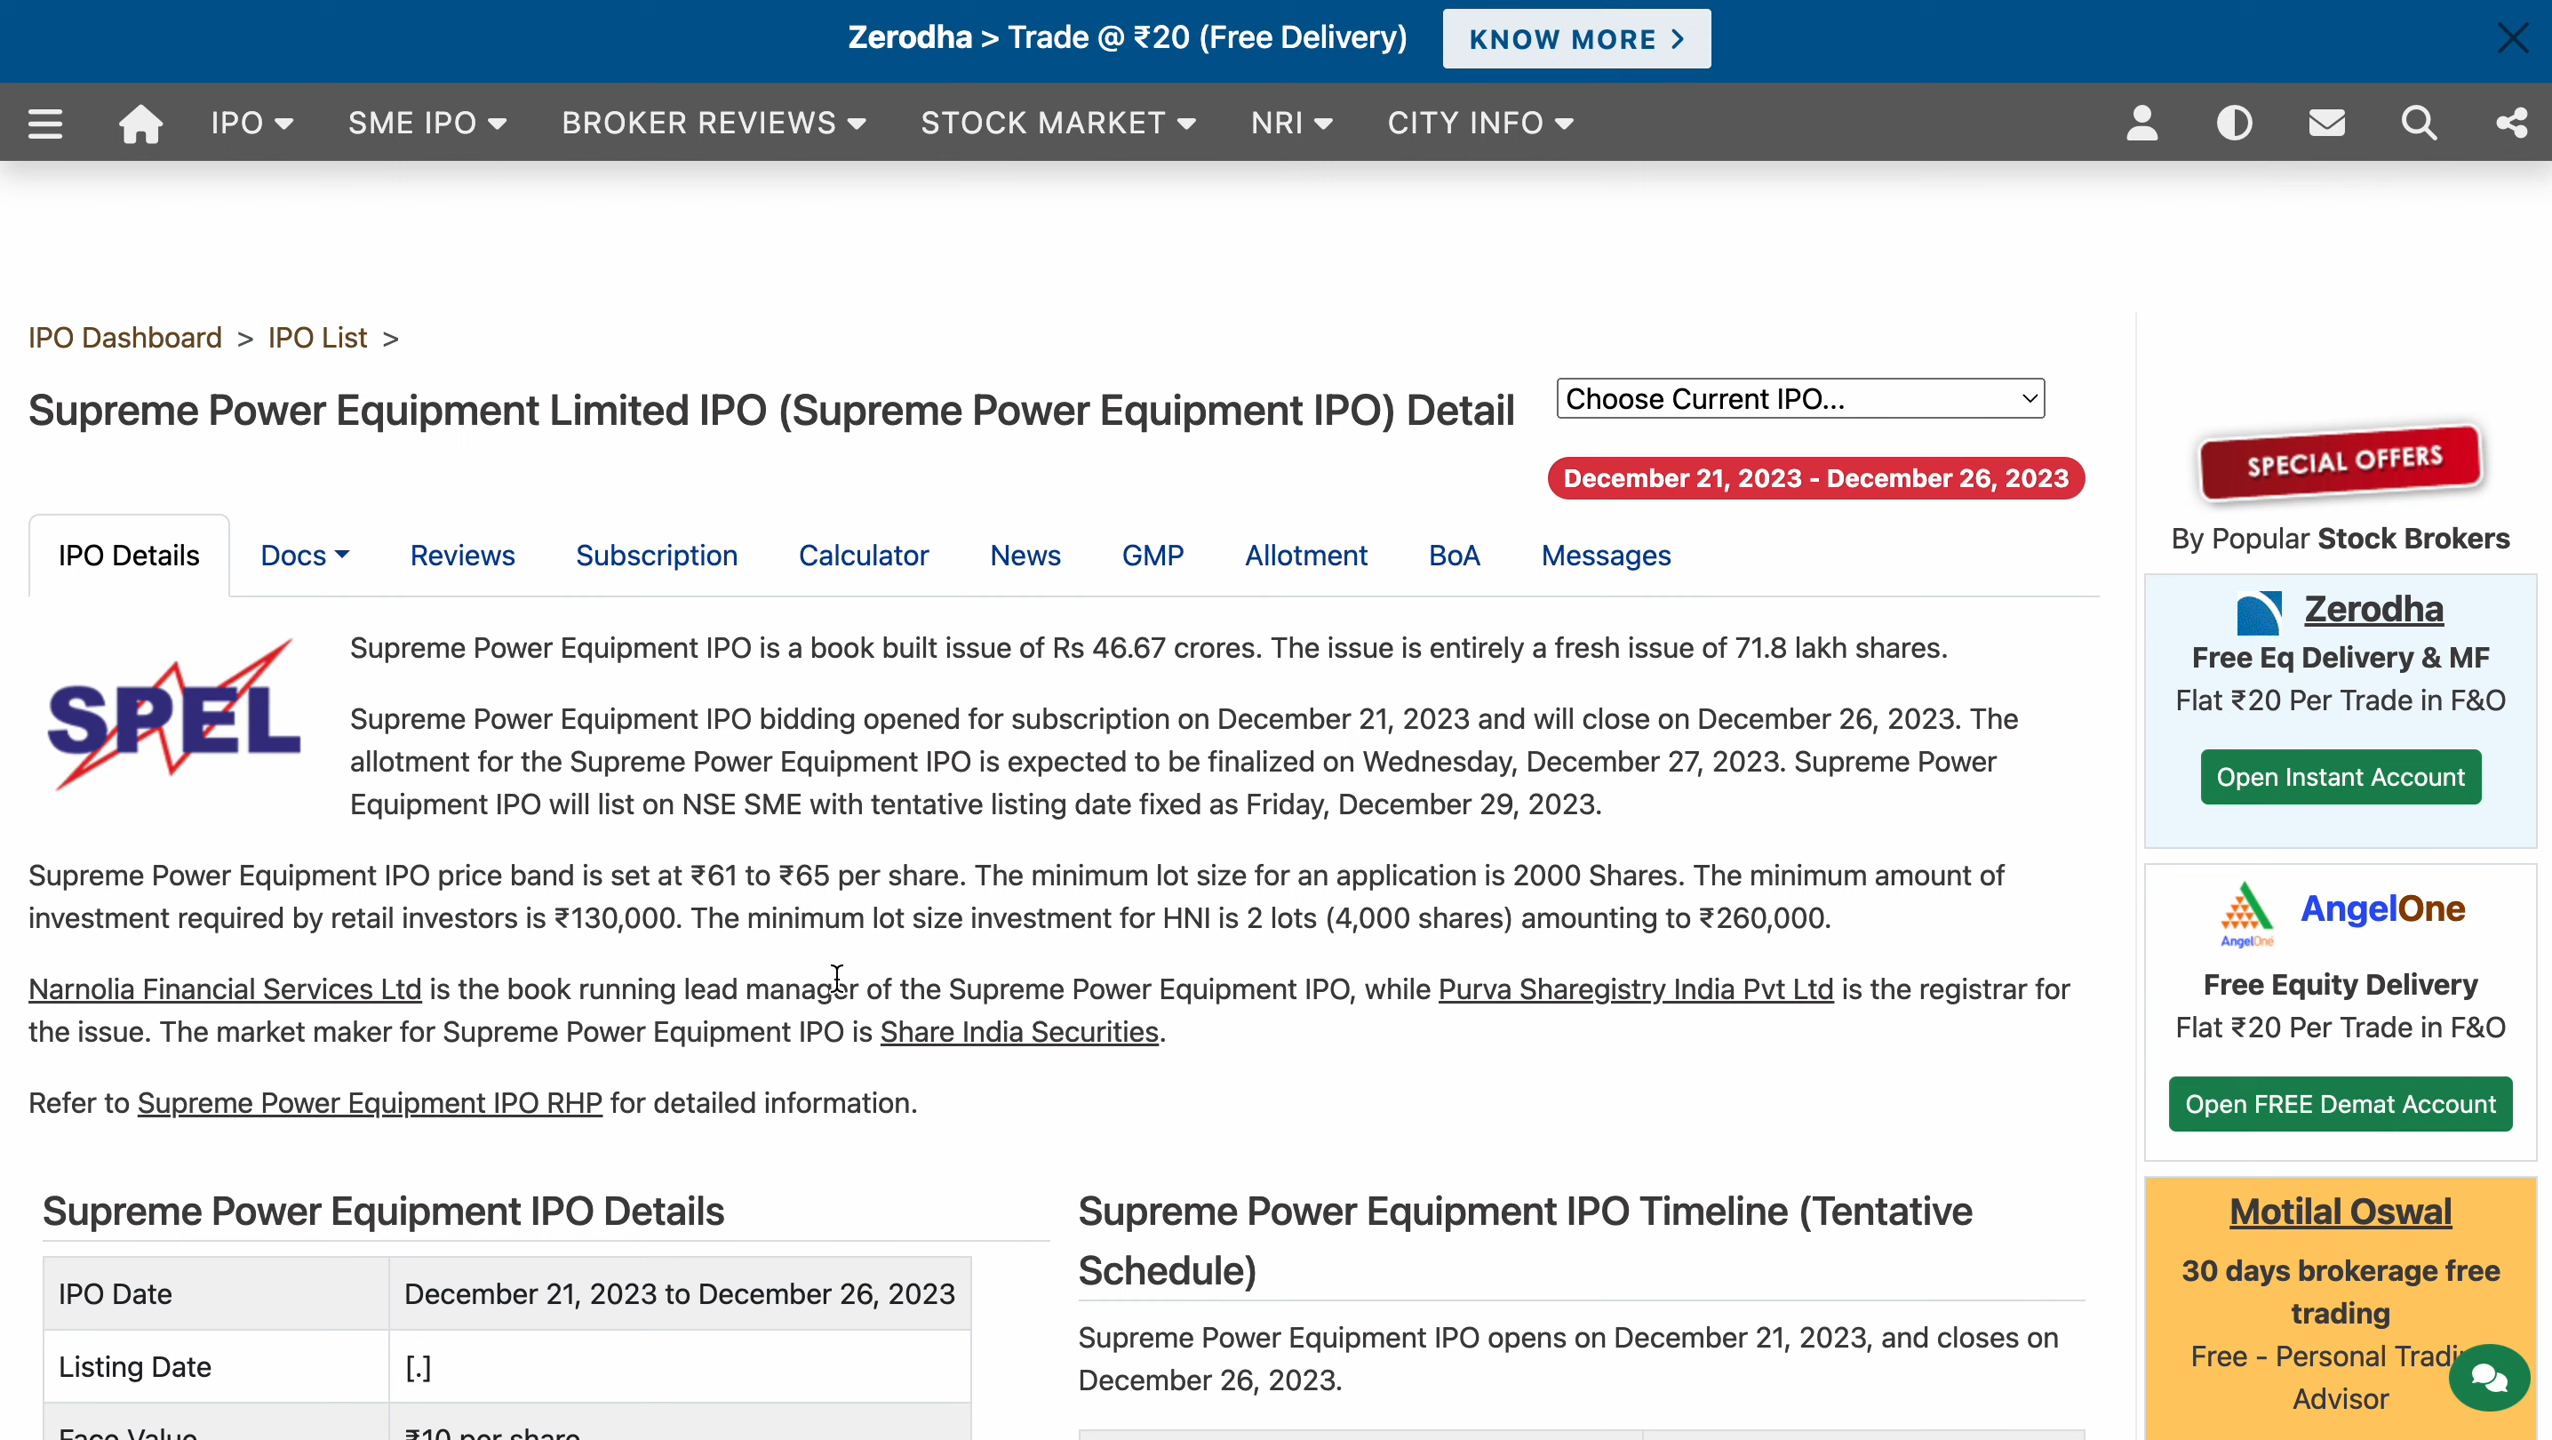 Zerodha > Trade @ ₹20 (Free Delivery) KNOW MORE >
IPO SME IPO BROKER REVIEWS STOCK MARKET NRI CITY INFO
IPO Dashboard > IPO List >
Supreme Power Equipment Limited IPO (Supreme Power Equipment IPO) Detail
Choose Current IPO...
December 21, 2023 - December 26, 2023
IPO Details Docs Reviews Subscription Calculator News GMP Allotment BoA Messages
SPEL
Supreme Power Equipment IPO is a book built issue of Rs 46.67 crores. The issue is entirely a fresh issue of 71.8 lakh shares.
Supreme Power Equipment IPO bidding opened for subscription on December 21, 2023 and will close on December 26, 2023. The
allotment for the Supreme Power Equipment IPO is expected to be finalized on Wednesday, December 27, 2023. Supreme Power
Equipment IPO will list on NSE SME with tentative listing date fixed as Friday, December 29, 2023.
Supreme Power Equipment IPO price band is set at ₹61 to ₹65 per share. The minimum lot size for an application is 2000 Shares. The minimum amount of
investment required by retail investors is ₹130,000. The minimum lot size investment for HNI is 2 lots (4,000 shares) amounting to ₹260,000.
Narnolia Financial Services Ltd is the book running lead manager of the Supreme Power Equipment IPO, while Purva Sharegistry India Pvt Ltd is the registrar for
the issue. The market maker for Supreme Power Equipment IPO is Share India Securities.
Refer to Supreme Power Equipment IPO RHP for detailed information.
Supreme Power Equipment IPO Details
IPO Date December 21, 2023 to December 26, 2023
Listing Date [.]
Face Value ₹10 per share
Supreme Power Equipment IPO Timeline (Tentative
Schedule)
Supreme Power Equipment IPO opens on December 21, 2023, and closes on
December 26, 2023.
SPECIAL OFFERS
By Popular Stock Brokers
Zerodha
Free Eq Delivery & MF
Flat ₹20 Per Trade in F&O
Open Instant Account
AngelOne
AngelOne
Free Equity Delivery
Flat ₹20 Per Trade in F&O
Open FREE Demat Account
Motilal Oswal
30 days brokerage free
trading
Free - Personal
Advisor